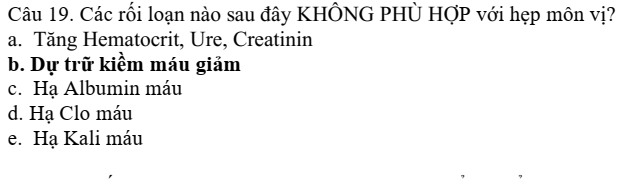 Câu 19. Các rối loạn nào sau đây KHÔNG PHÙ HỢP với hẹp môn vị?
a. Tăng Hematocrit, Ure, Creatinin
b. Dự trữ kiềm máu giảm
c. Hạ Albumin máu
d. Hạ Clo máu
e. Hạ Kali máu